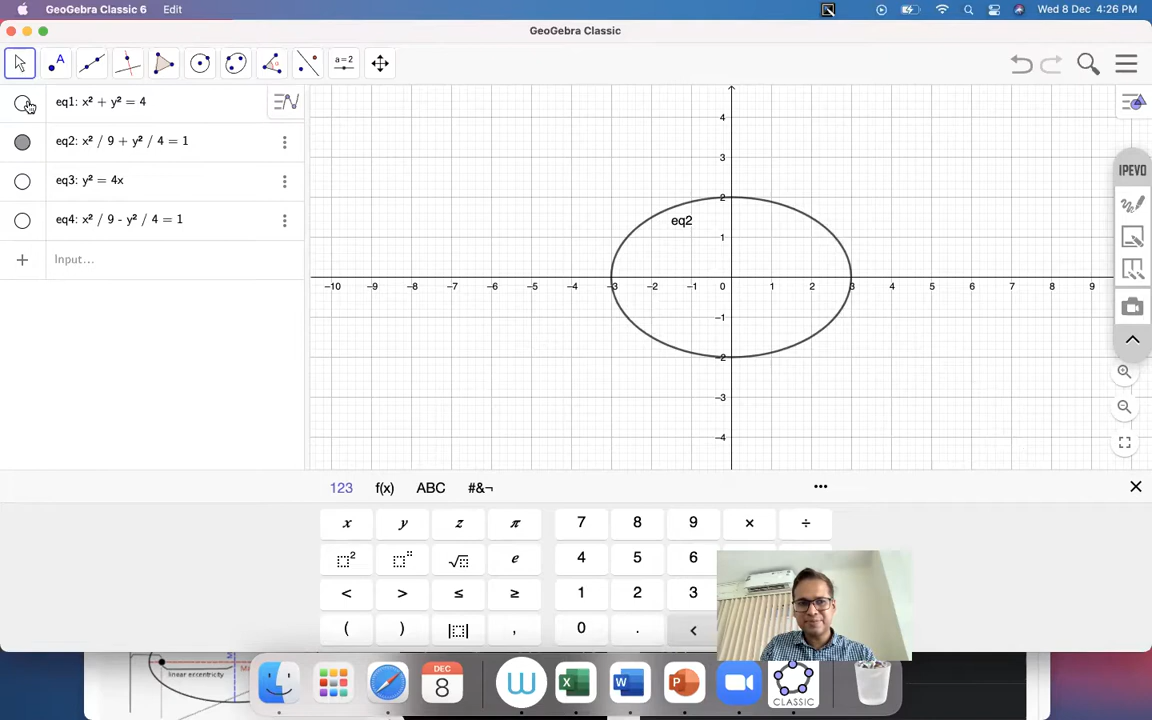 GeoGebra Classic 6 Edit
Wed 8 Dec 4:26 PM
GeoGebra Classic
A
a=2
eq1: x² + y² = 4
eq2: x² / 9 + y² / 4 = 1
eq3: y² = 4x
eq4: x² / 9 - y² / 4 = 1
+ Input...
4
3
2
1
−1
−2
−3
−4
−10 −9 −8 −7 −6 −5 −4 −3 −2 −1 0 1 2 3 4 5 6 7 8 9
eq2
IPEVO
123 f(x) ABC #&¬
x y z π 7 8 9 × ÷
√ e 4 5 6
< > ≤ ≥ 1 2 3
( ) , 0 .
linear eccentricity
DEC
8
W
CLASSIC